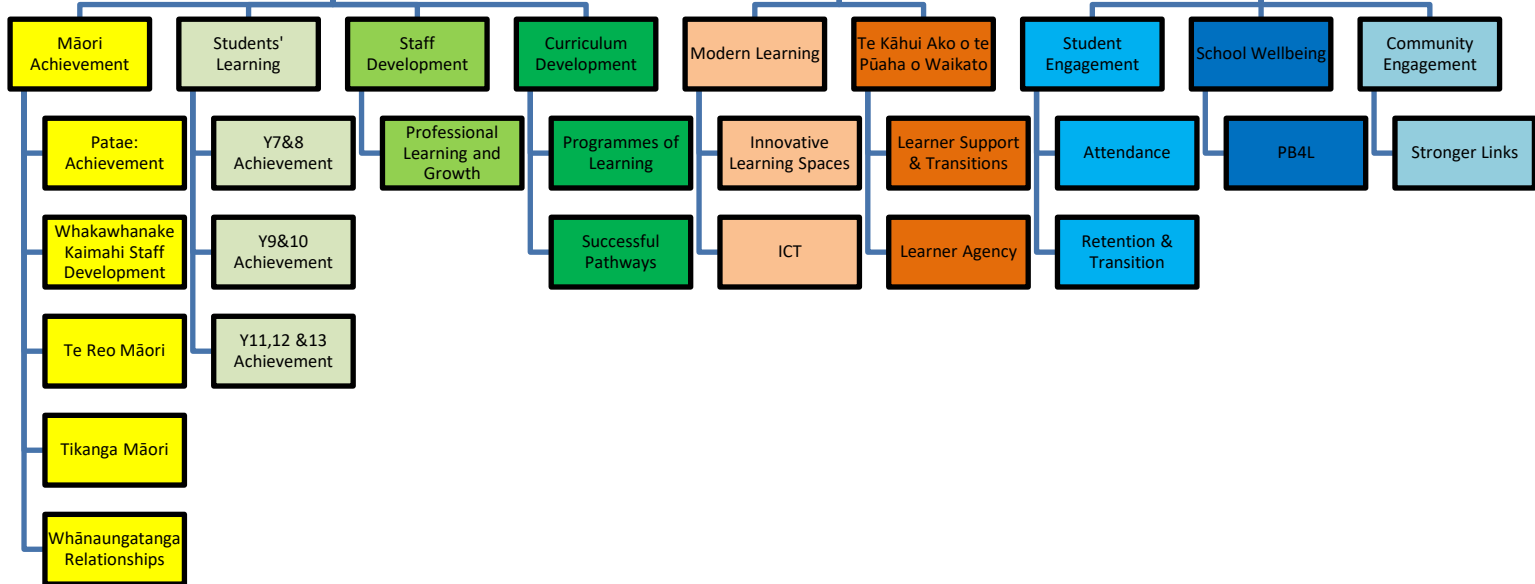 Māori
Achievement
Students'
Learning
Staff
Development
Curriculum
Development
Modern Learning
Te Kāhui Ako o te
Pūaha o Waikato
Student
Engagement
School Wellbeing
Community
Engagement
Patae:
Achievement
Y7&8
Achievement
Professional
Learning and
Growth
Programmes of
Learning
Innovative
Learning Spaces
Learner Support
& Transitions
Attendance
PB4L
Stronger Links
Whakawhanake
Kaimahi Staff
Development
Y9&10
Achievement
Successful
Pathways
ICT
Learner Agency
Retention &
Transition
Te Reo Māori
Y11,12 &13
Achievement
Tikanga Māori
Whānaungatanga
Relationships